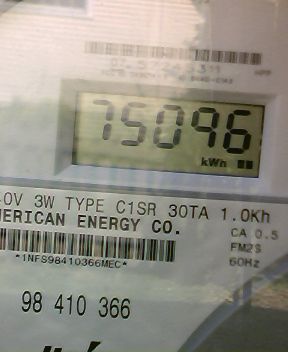 75096
kWh
0V 3W TYPE C1SR 30TA 1.0Kh
MERICAN ENERGY CO.
CA 0.5
FM2S
60Hz
*1NFS98410366MEC*
98 410 366